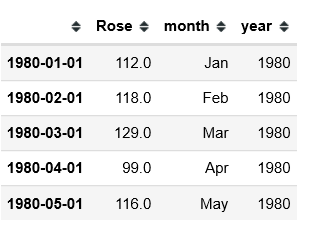 Rose month year
1980-01-01 112.0 Jan 1980
1980-02-01 118.0 Feb 1980
1980-03-01 129.0 Mar 1980
1980-04-01 99.0 Apr 1980
1980-05-01 116.0 May 1980